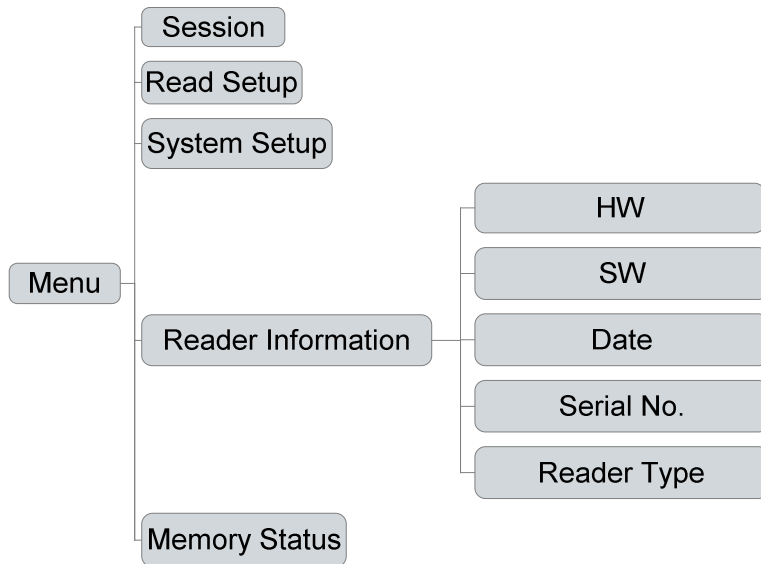 Session
Read Setup
System Setup
HW
SW
Menu
Reader Information
Date
Serial No.
Reader Type
Memory Status